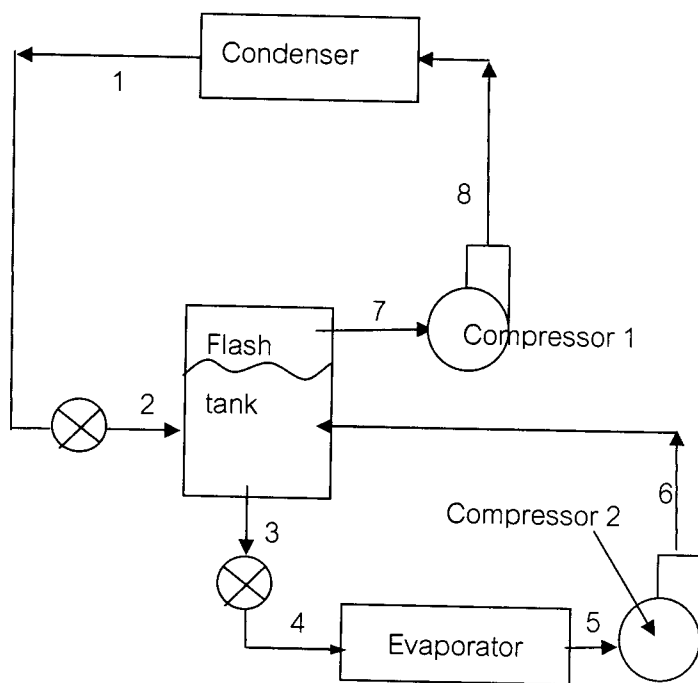 Condenser
1
8
7
Flash
Compressor 1
2
tank
6
3
Compressor 2
4
5
Evaporator